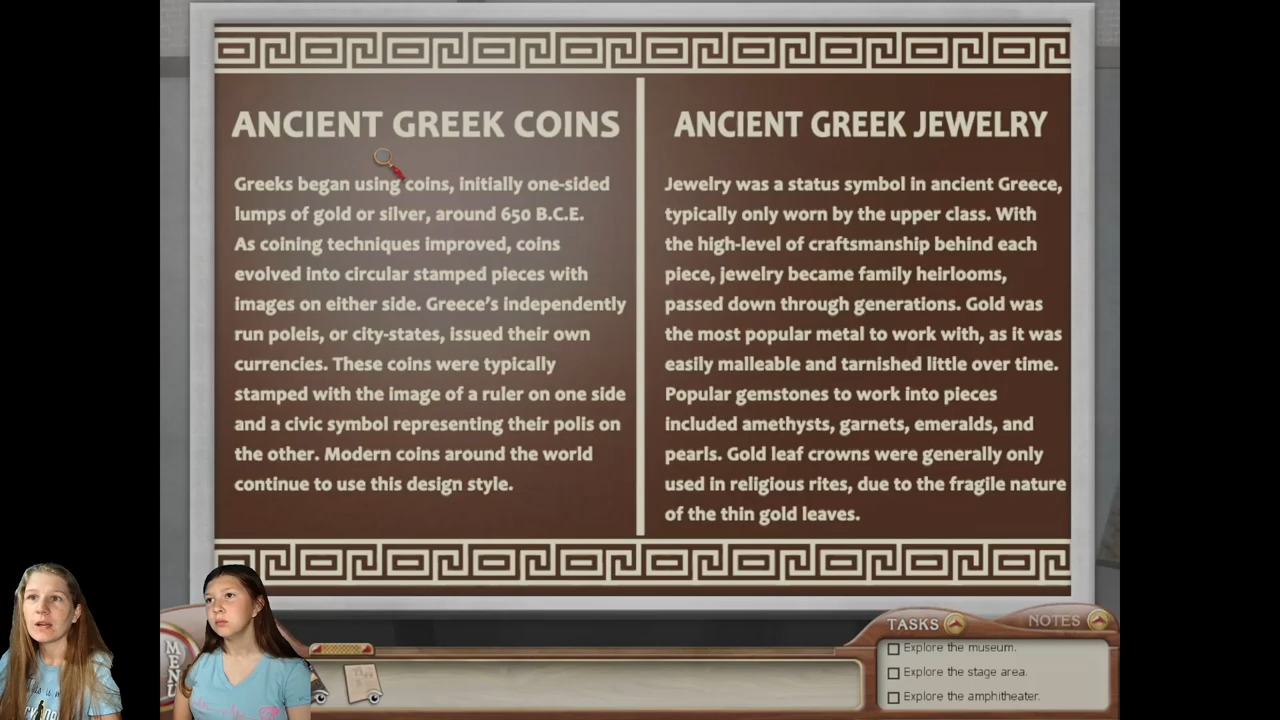 ANCIENT GREEK COINS
Greeks began using coins, initially one-sided
lumps of gold or silver, around 650 B.C.E.
As coining techniques improved, coins
evolved into circular stamped pieces with
images on either side. Greece's independently
run poleis, or city-states, issued their own
currencies. These coins were typically
stamped with the image of a ruler on one side
and a civic symbol representing their polis on
the other. Modern coins around the world
continue to use this design style.
ANCIENT GREEK JEWELRY
Jewelry was a status symbol in ancient Greece,
typically only worn by the upper class. With
the high-level of craftsmanship behind each
piece, jewelry became family heirlooms,
passed down through generations. Gold was
the most popular metal to work with, as it was
easily malleable and tarnished little over time.
Popular gemstones to work into pieces
included amethysts, garnets, emeralds, and
pearls. Gold leaf crowns were generally only
used in religious rites, due to the fragile nature
of the thin gold leaves.
MENU
TASKS
NOTES
Explore the museum.
Explore the stage area.
Explore the amphitheater.